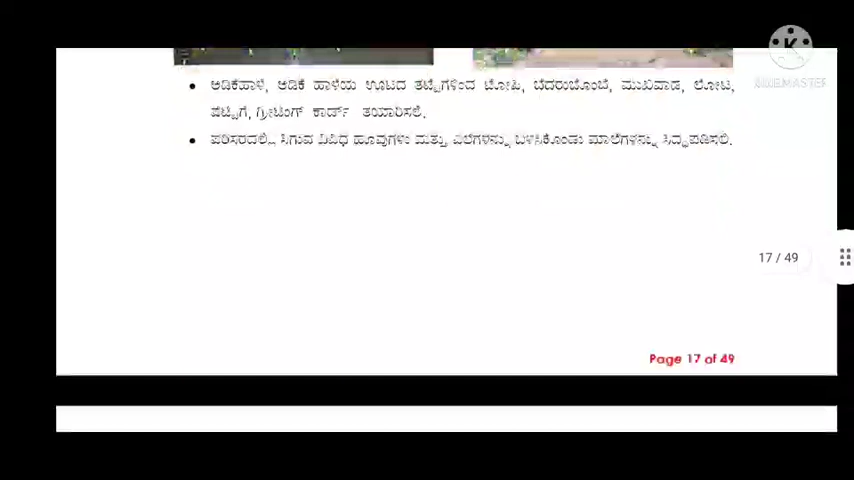 KINEMASTER
• ಅಡಿಕೆಹಾಳೆ, ಅಡಿಕೆ ಹಾಳೆಯ ಊಟದ ತಟ್ಟೆಗಳಿಂದ ಟೋಪಿ, ಬೆದರುಬೊಂಬೆ, ಮುಖವಾಡ, ಲೋಟ,
ಪೆಟ್ಟಿಗೆ, ಗ್ರೀಟಿಂಗ್ ಕಾರ್ಡ್ ತಯಾರಿಸಲಿ.
• ಪರಿಸರದಲ್ಲಿ ಸಿಗುವ ವಿವಿಧ ಹೂವುಗಳು ಮತ್ತು ಎಲೆಗಳನ್ನು ಬಳಸಿಕೊಂಡು ಮಾಲೆಗಳನ್ನು ಸಿದ್ಧಪಡಿಸಲಿ.
17 / 49
Page 17 of 49